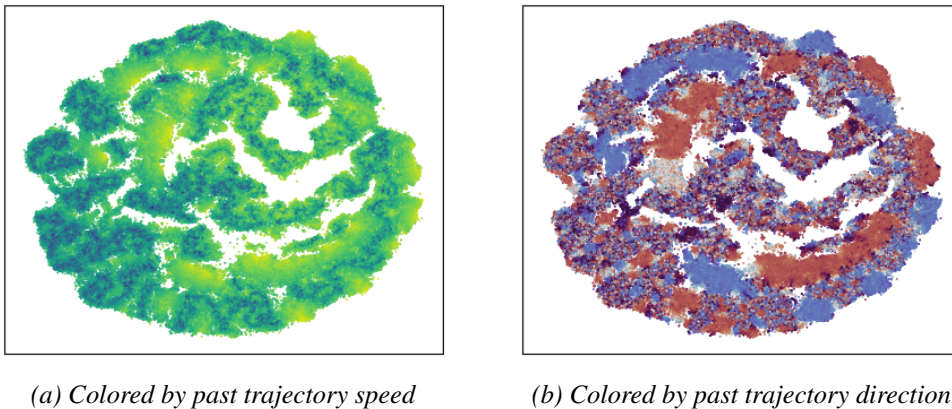 (a) Colored by past trajectory speed
(b) Colored by past trajectory direction